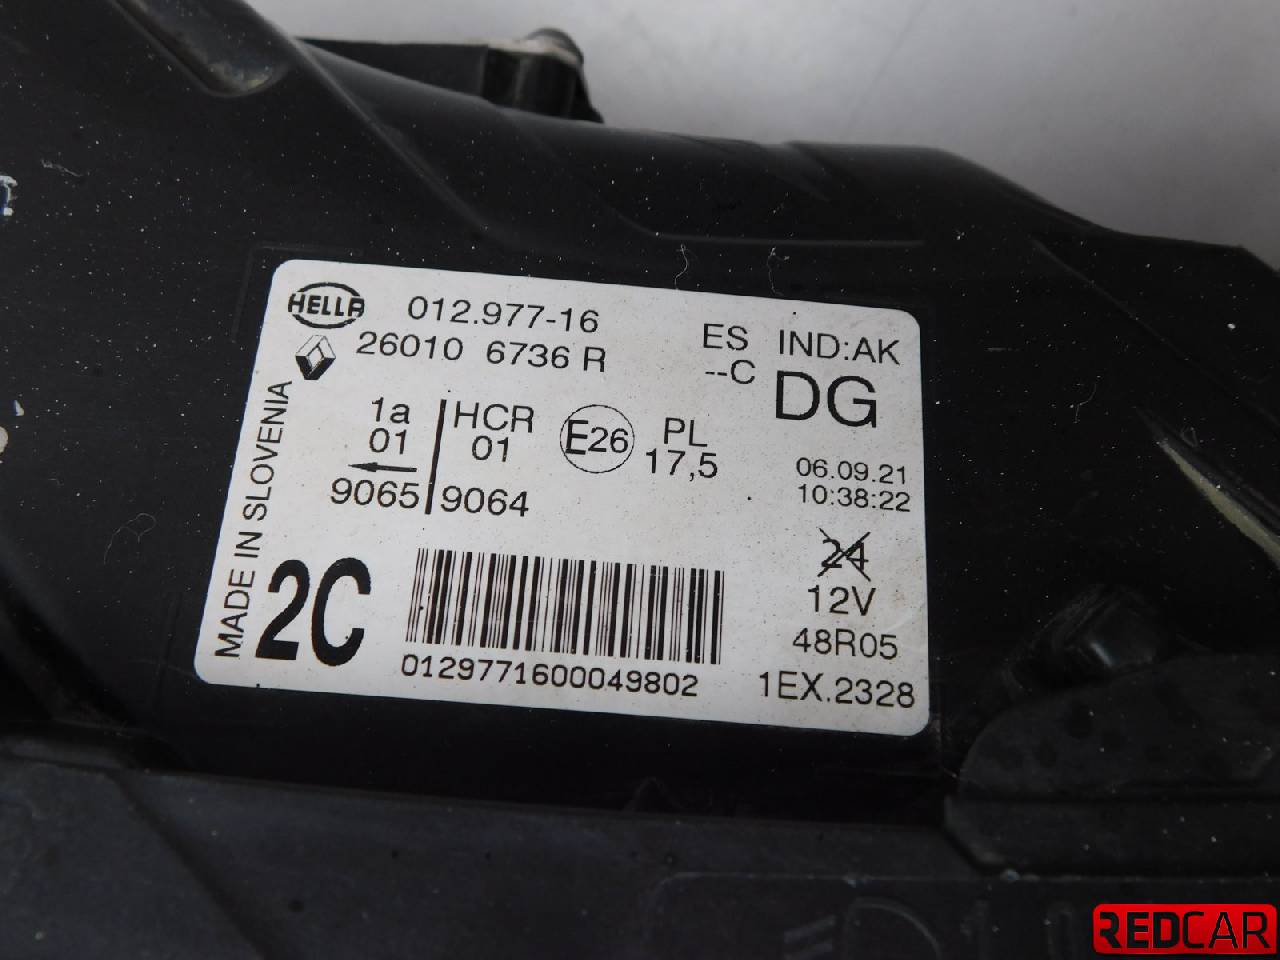 HELLA 012.977-16
26010 6736 R
ES IND:AK
--C DG
MADE IN SLOVENIA
1a HCR E26 PL
01 01 17,5
9065 9064
06.09.21
10:38:22
24
12V
48R05
2C
0129771600049802
1EX.2328
REDCAR